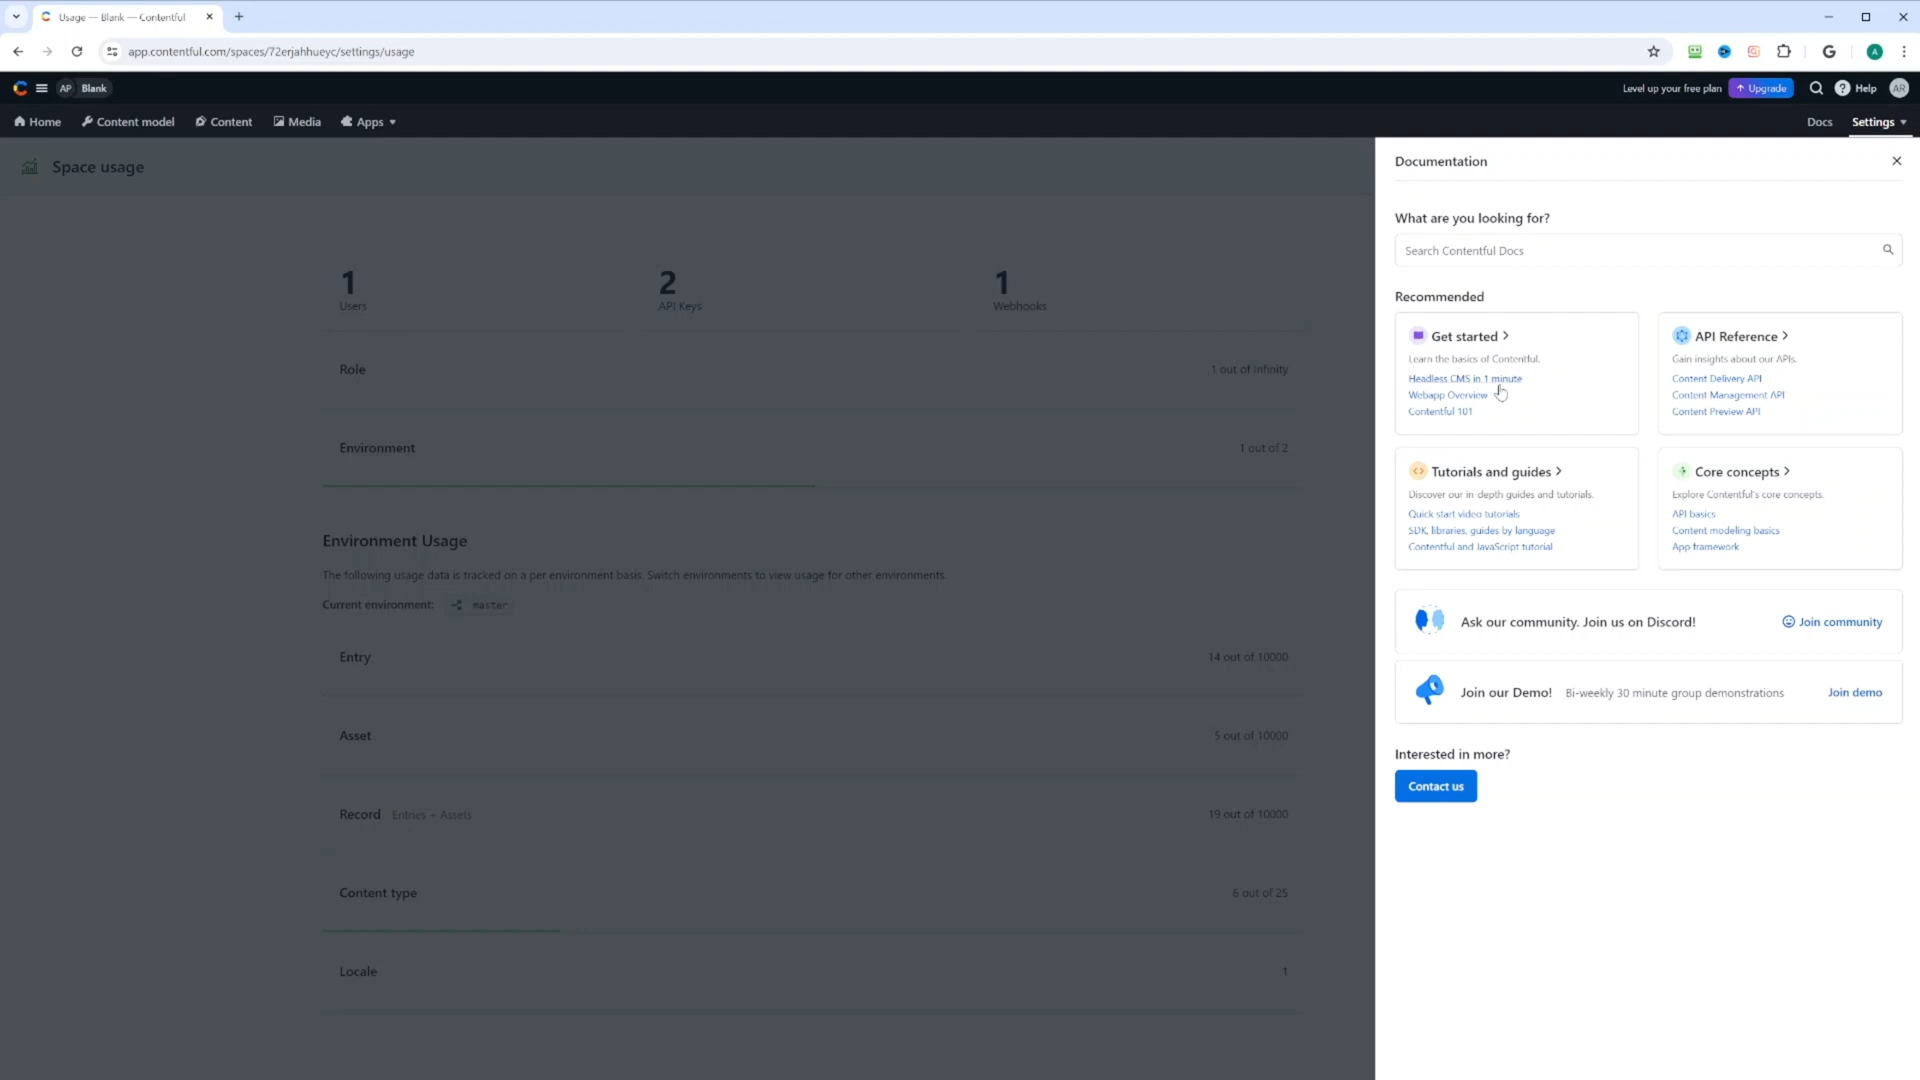 Usage — Blank — Contentful
app.contentful.com/spaces/72erjahhueyc/settings/usage
A
AP Blank
Level up your free plan Upgrade Help AR
Home Content model Content Media Apps Docs Settings
Space usage
1
Users
2
API Keys
1
Webhooks
Role 1 out of Infinity
Environment 1 out of 2
Environment Usage
The following usage data is tracked on a per environment basis. Switch environments to view usage for other environments.
Current environment: master
Entry 14 out of 10000
Asset 5 out of 10000
Record Entries + Assets 19 out of 10000
Content type 6 out of 25
Locale 1
Documentation
What are you looking for?
Search Contentful Docs
Recommended
Get started
Learn the basics of Contentful.
Headless CMS in 1 minute
Webapp Overview
Contentful 101
API Reference
Gain insights about our APIs.
Content Delivery API
Content Management API
Content Preview API
Tutorials and guides
Discover our in-depth guides and tutorials.
Quick start video tutorials
SDK, libraries, guides by language
Contentful and JavaScript tutorial
Core concepts
Explore Contentful's core concepts.
API basics
Content modeling basics
App framework
Ask our community. Join us on Discord! Join community
Join our Demo! Bi-weekly 30 minute group demonstrations Join demo
Interested in more?
Contact us